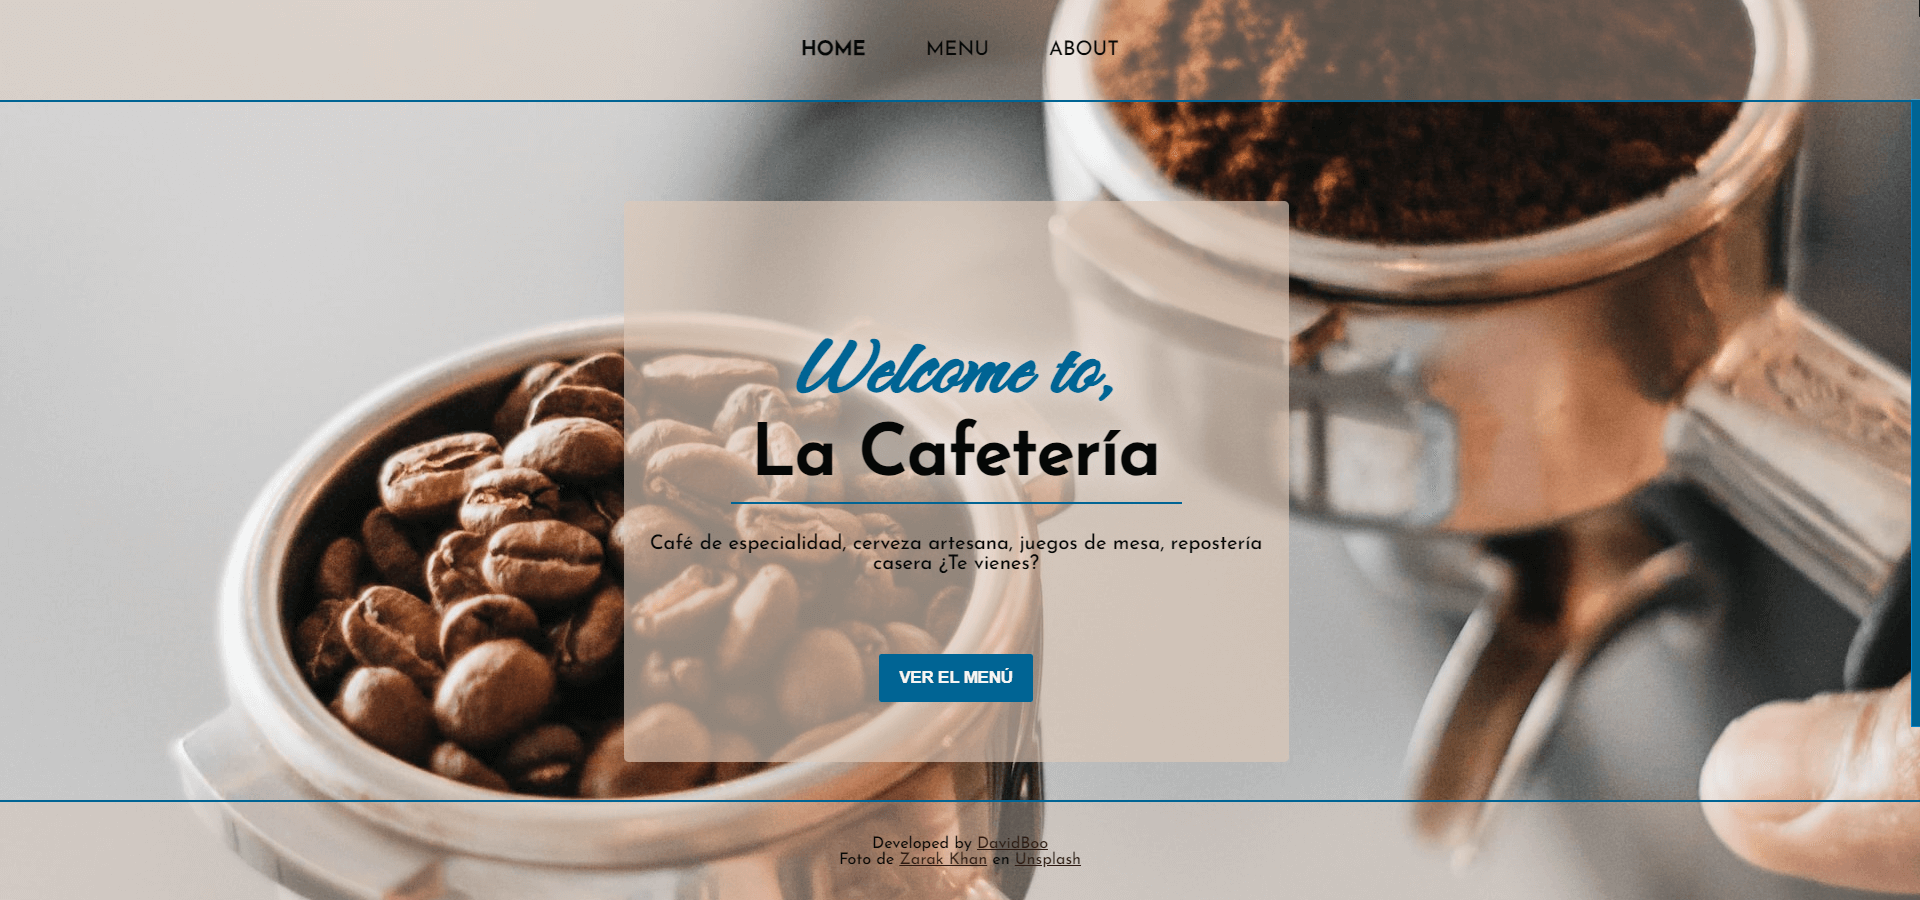 HOME MENU ABOUT
Welcome to,
La Cafetería
Café de especialidad, cerveza artesana, juegos de mesa, repostería
casera ¿Te vienes?
VER EL MENÚ
Developed by DavidBoo
Foto de Zarak Khan en Unsplash